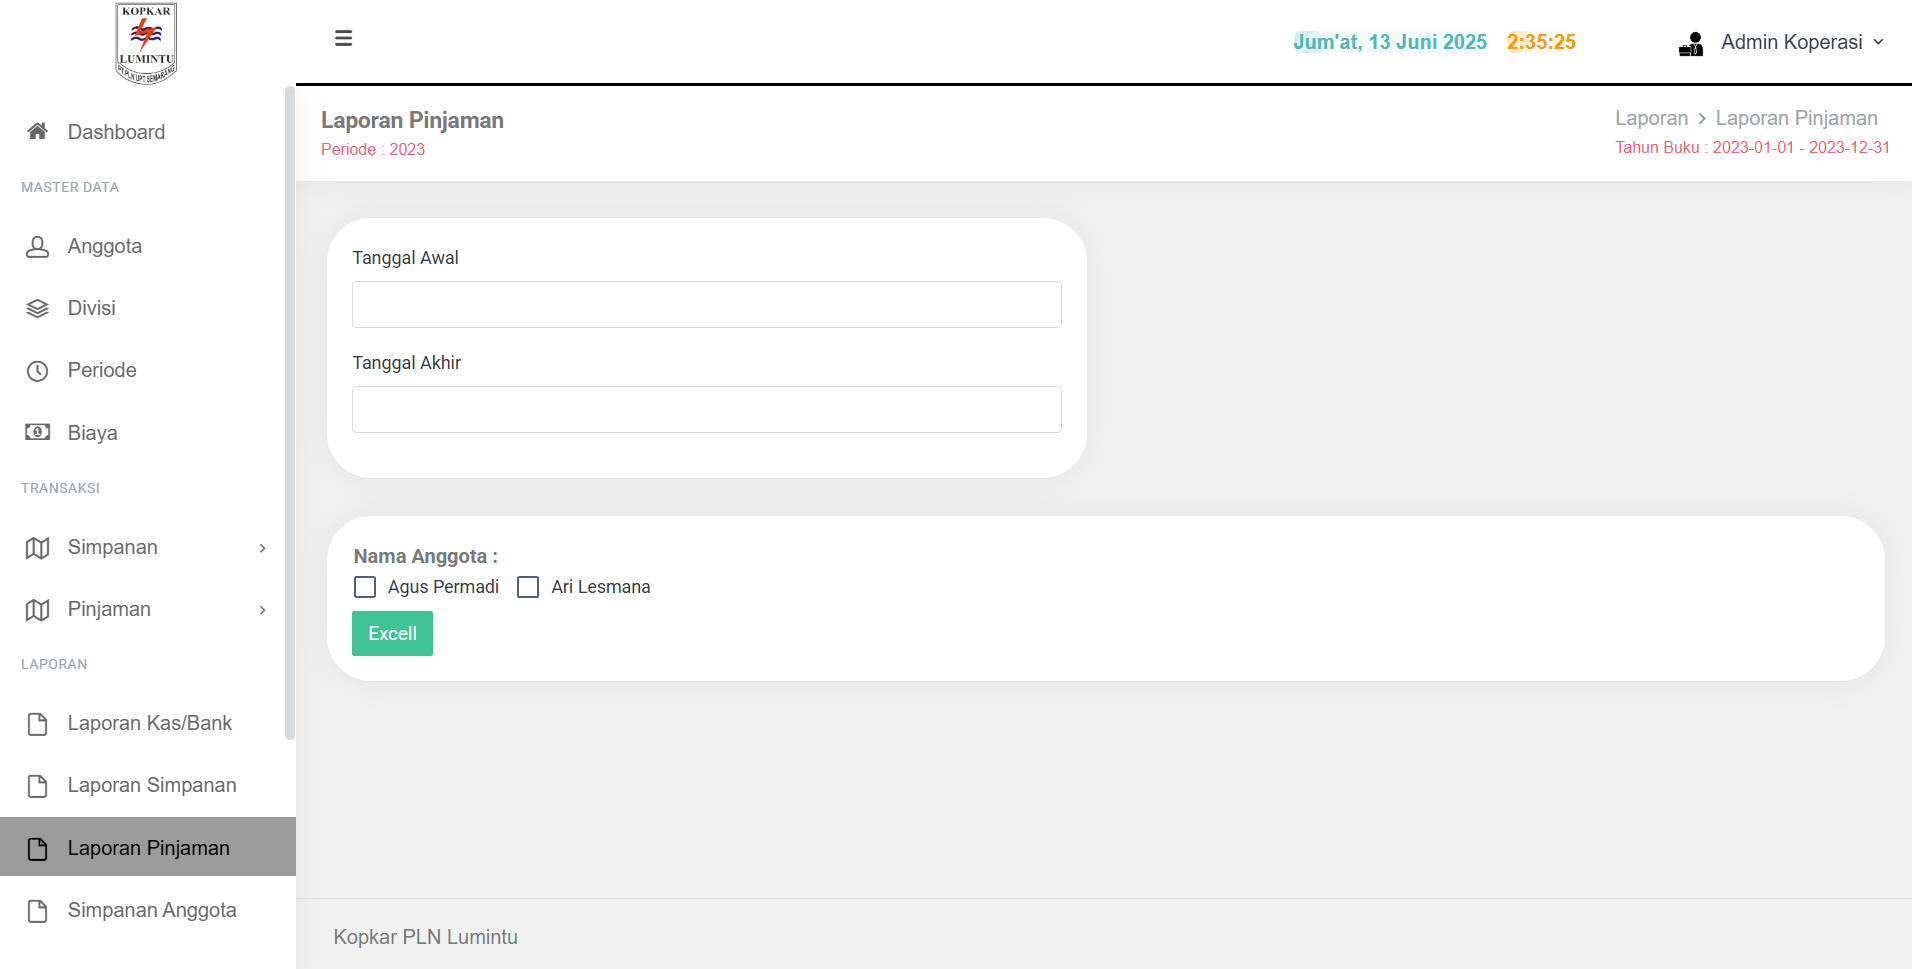 KOPKAR
LUMINTU
PT.PLN UPT SEMARANG
Jum'at, 13 Juni 2025 2:35:25
Admin Koperasi
Dashboard
MASTER DATA
Anggota
Divisi
Periode
Biaya
TRANSAKSI
Simpanan
Pinjaman
LAPORAN
Laporan Kas/Bank
Laporan Simpanan
Laporan Pinjaman
Simpanan Anggota
Laporan Pinjaman
Periode : 2023
Laporan > Laporan Pinjaman
Tahun Buku : 2023-01-01 - 2023-12-31
Tanggal Awal
Tanggal Akhir
Nama Anggota :
Agus Permadi Ari Lesmana
Excell
Kopkar PLN Lumintu